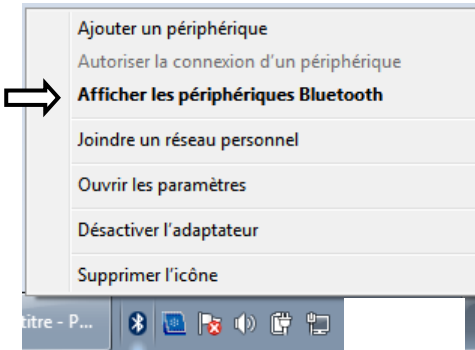 Ajouter un périphérique
Autoriser la connexion d'un périphérique
Afficher les périphériques Bluetooth
Joindre un réseau personnel
Ouvrir les paramètres
Désactiver l'adaptateur
Supprimer l'icône
titre - P...